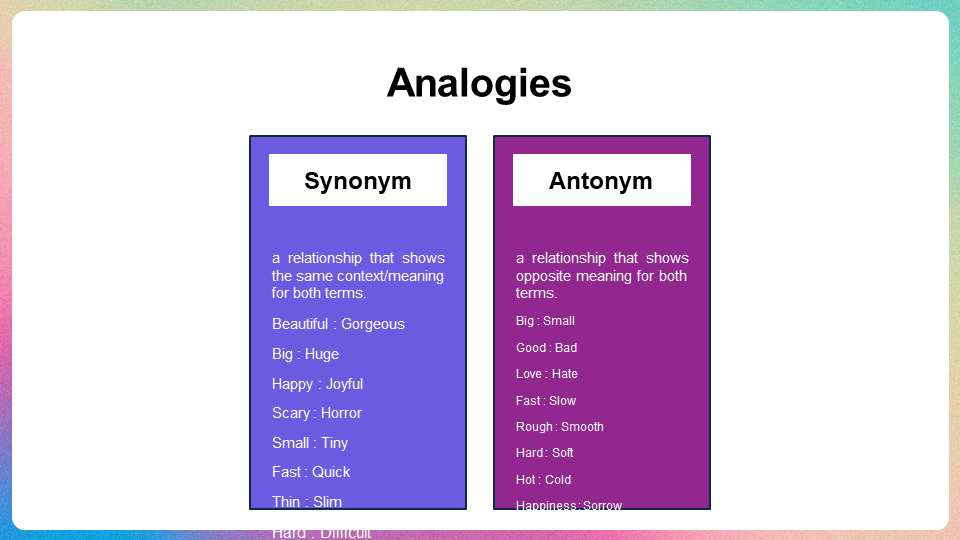 Analogies
Synonym
a relationship that shows
the same context/meaning
for both terms.
Beautiful : Gorgeous
Big : Huge
Happy : Joyful
Scary : Horror
Small : Tiny
Fast : Quick
Thin : Slim
Hard : Difficult
Antonym
a relationship that shows
opposite meaning for both
terms.
Big : Small
Good : Bad
Love : Hate
Fast : Slow
Rough : Smooth
Hard : Soft
Hot : Cold
Happiness : Sorrow